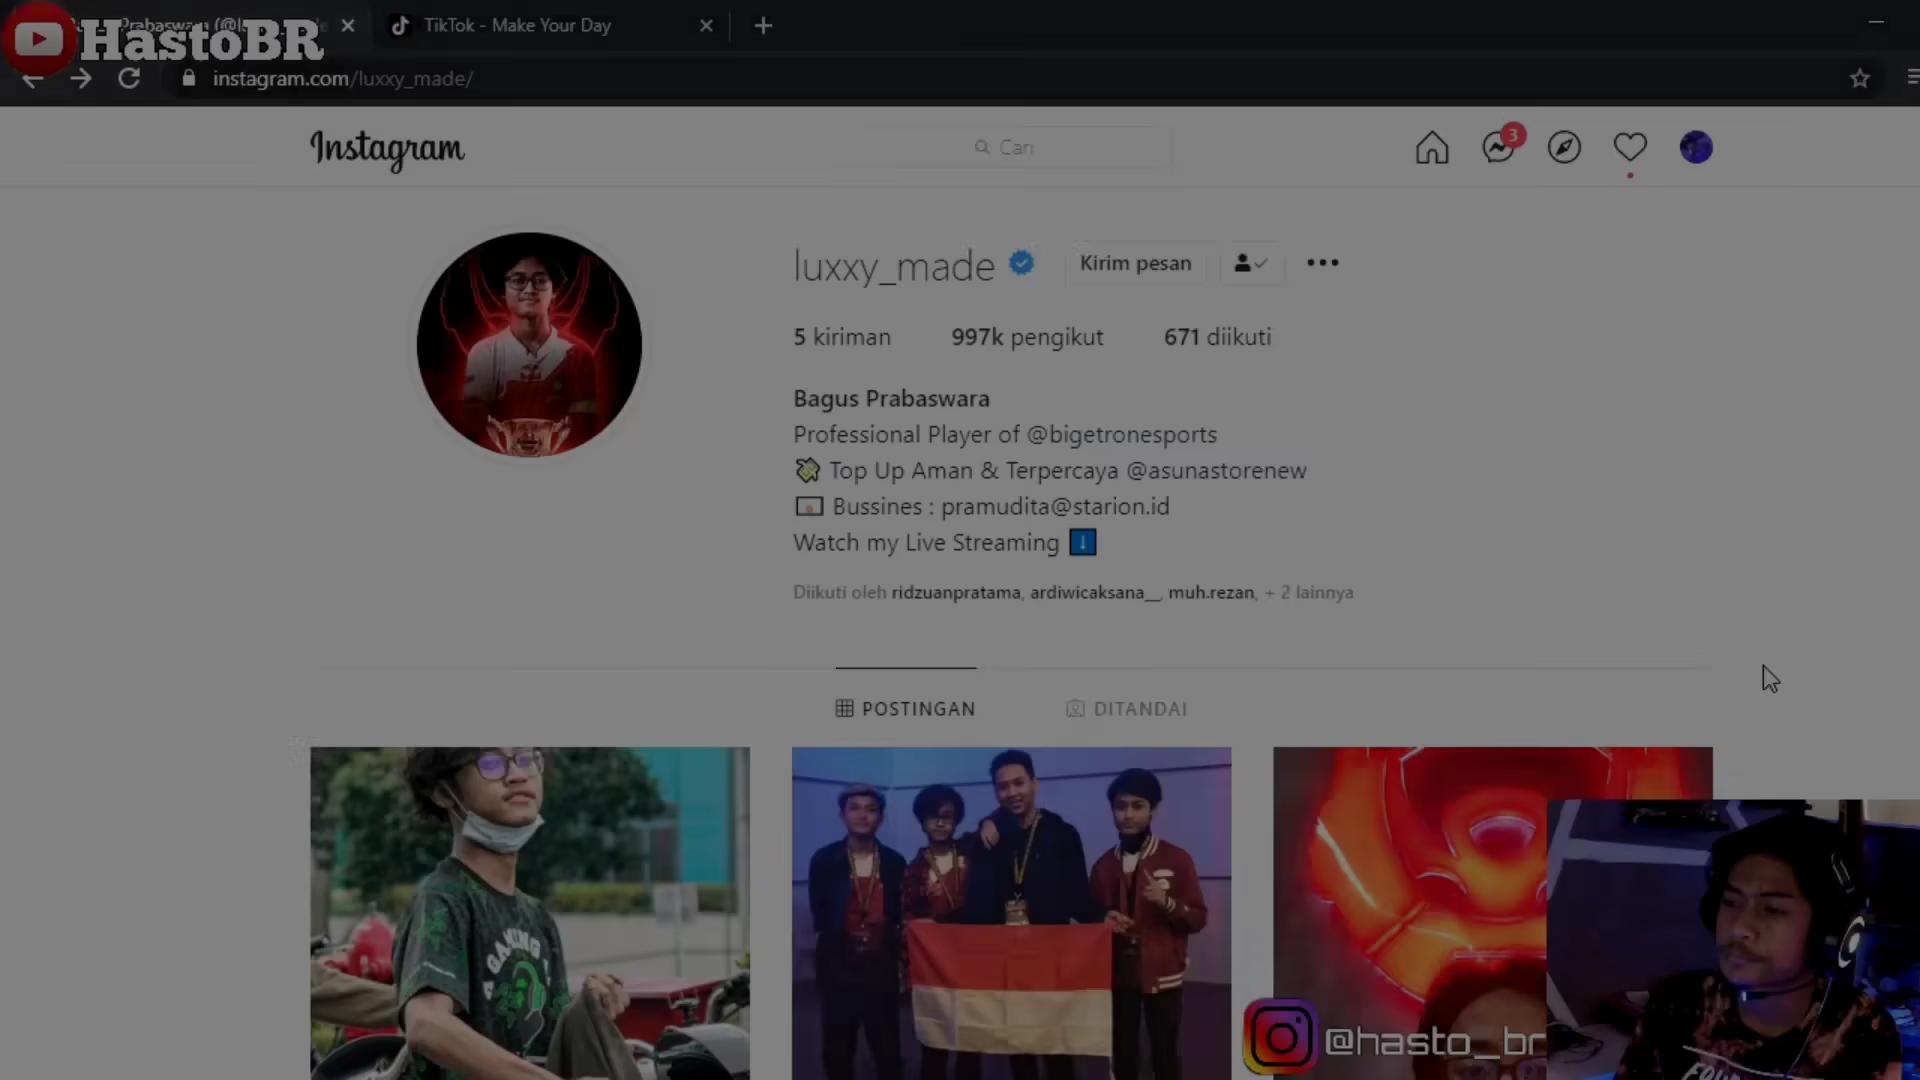 HastoBR
TikTok - Make Your Day
instagram.com/luxxy_made/
Instagram
Cari
3
luxxy_made
Kirim pesan
5 kiriman
997k pengikut
671 diikuti
Bagus Prabaswara
Professional Player of @bigetronesports
Top Up Aman & Terpercaya @asunastorenew
Bussines : pramudita@starion.id
Watch my Live Streaming
Diikuti oleh ridzuanpratama, ardiwicaksana__, muh.rezan, + 2 lainnya
POSTINGAN
DITANDAI
GAMING
@hasto_br